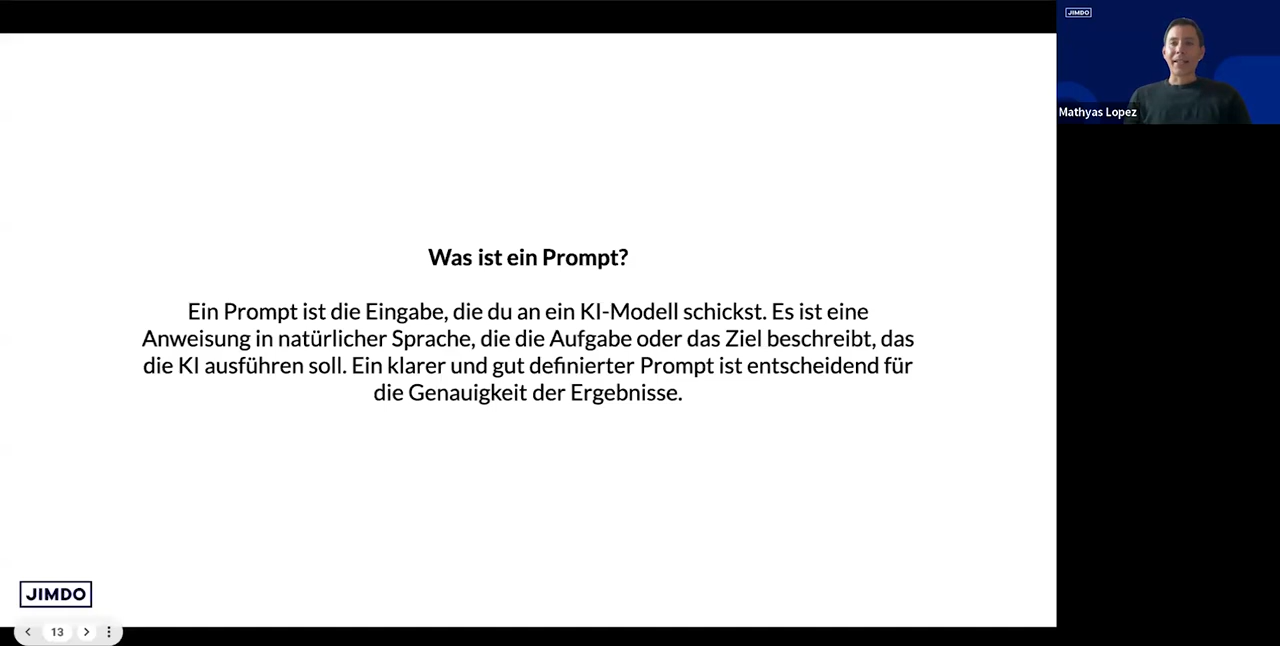 JIMDO
Mathyas Lopez
Was ist ein Prompt?
Ein Prompt ist die Eingabe, die du an ein KI-Modell schickst. Es ist eine
Anweisung in natürlicher Sprache, die die Aufgabe oder das Ziel beschreibt, das
die KI ausführen soll. Ein klarer und gut definierter Prompt ist entscheidend für
die Genauigkeit der Ergebnisse.
JIMDO
13